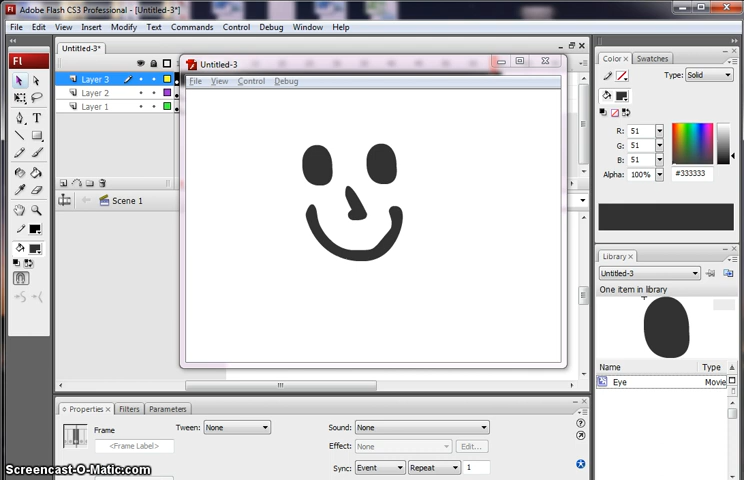 Adobe Flash CS3 Professional - [Untitled-3*]
File Edit View Insert Modify Text Commands Control Debug Window Help
Untitled-3*
Fl
Layer 3
Layer 2
Layer 1
Scene 1
Untitled-3
File View Control Debug
Color × Swatches
Type: Solid
R: 51
G: 51
B: 51
Alpha: 100%
#333333
Library ×
Untitled-3
One item in library
Name Type
Eye Movie
Properties × Filters Parameters
Frame
<Frame Label>
Tween: None
Sound: None
Effect: None Edit...
Sync: Event Repeat 1
Screencast-O-Matic.com